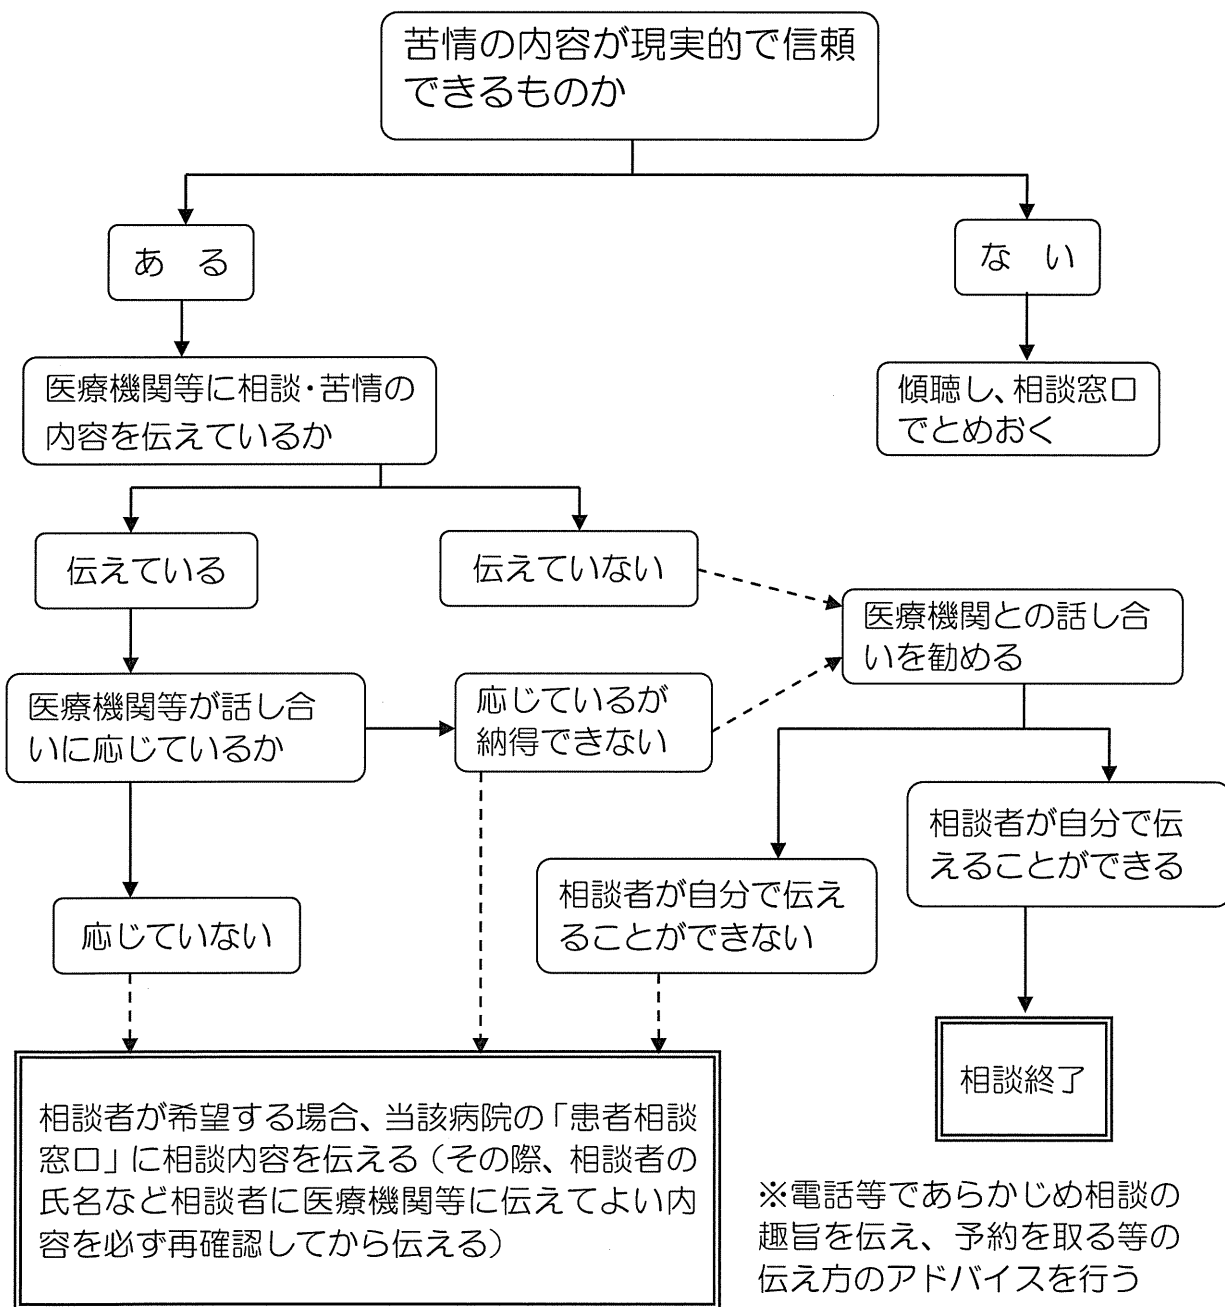 苦情の内容が現実的で信頼
できるものか
あ　る
な　い
医療機関等に相談・苦情の
内容を伝えているか
傾聴し、相談窓口
でとめおく
伝えている
伝えていない
医療機関との話し合
いを勧める
医療機関等が話し合
いに応じているか
応じているが
納得できない
相談者が自分で伝
えることができる
相談者が自分で伝え
ることができない
応じていない
相談終了
相談者が希望する場合、当該病院の「患者相談
窓口」に相談内容を伝える（その際、相談者の
氏名など相談者に医療機関等に伝えてよい内
容を必ず再確認してから伝える）
※電話等であらかじめ相談の
趣旨を伝え、予約を取る等の
伝え方のアドバイスを行う